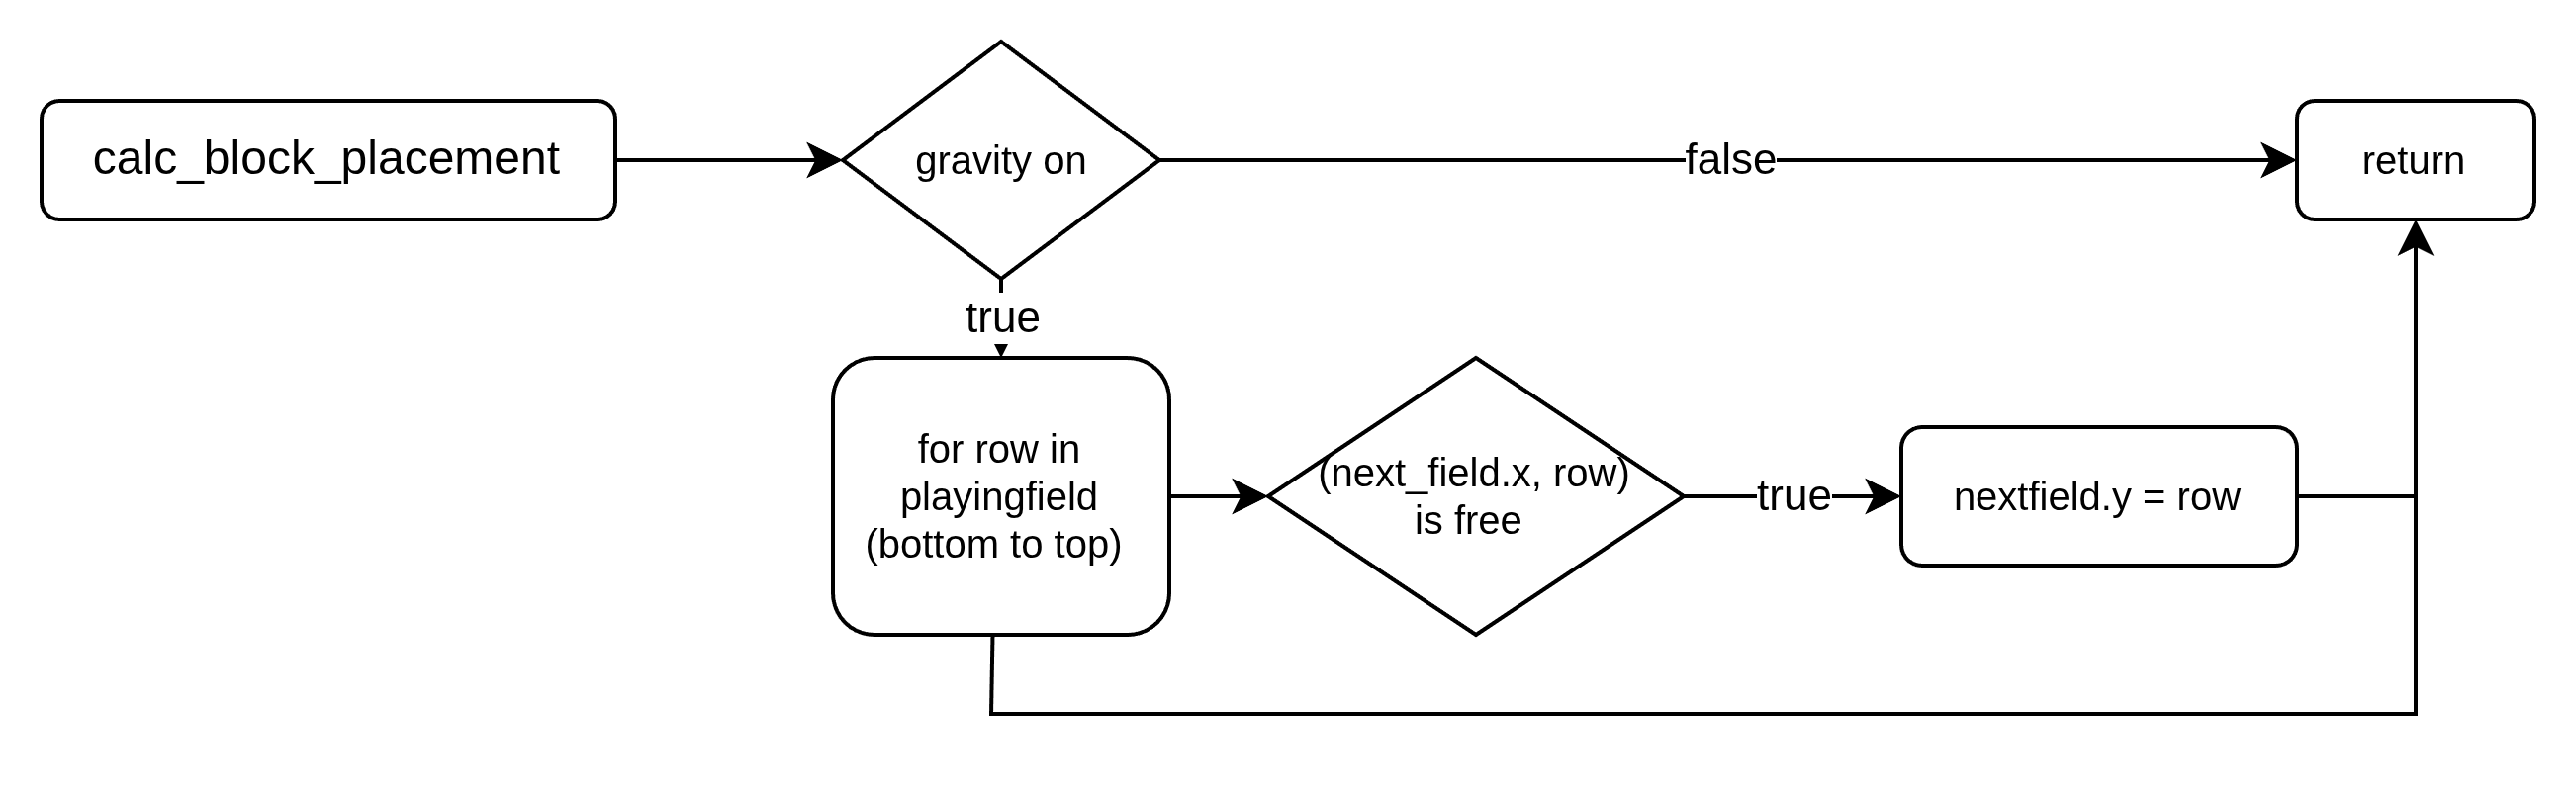 calc_block_placement
gravity on
false
return
true
for row in
playingfield
(bottom to top)
(next_field.x, row)
is free
true
nextfield.y = row